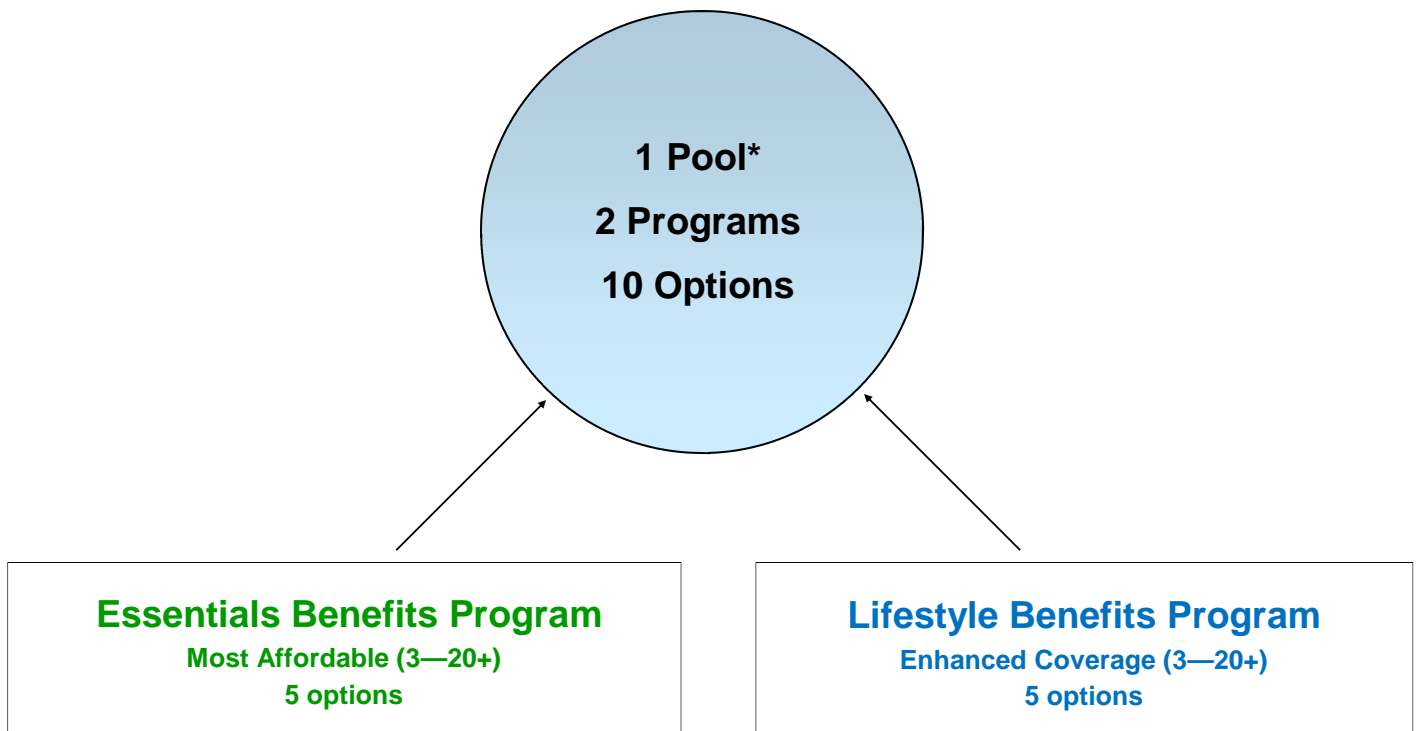 1 Pool*
2 Programs
10 Options
Essentials Benefits Program
Most Affordable (3—20+)
5 options
Lifestyle Benefits Program
Enhanced Coverage (3—20+)
5 options